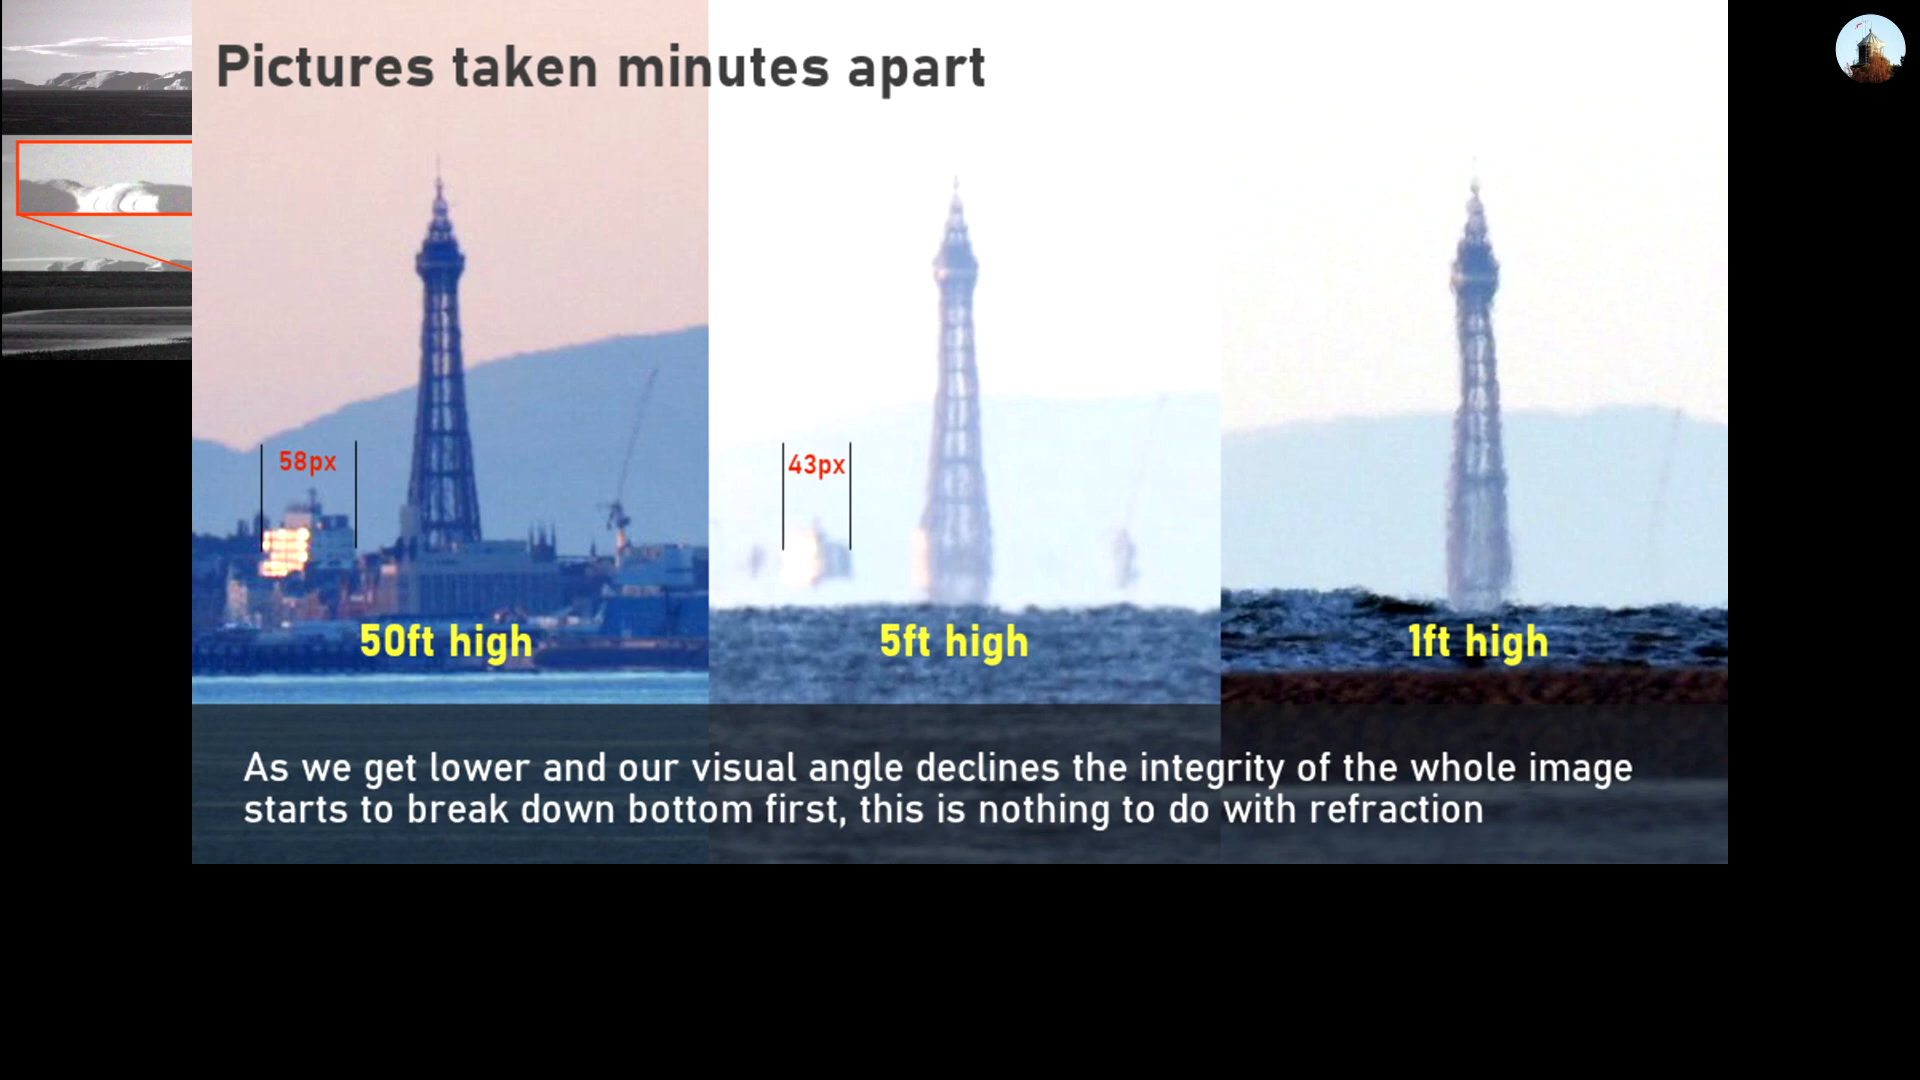 Pictures taken minutes apart
58px
43px
50ft high
5ft high
1ft high
As we get lower and our visual angle declines the integrity of the whole image
starts to break down bottom first, this is nothing to do with refraction